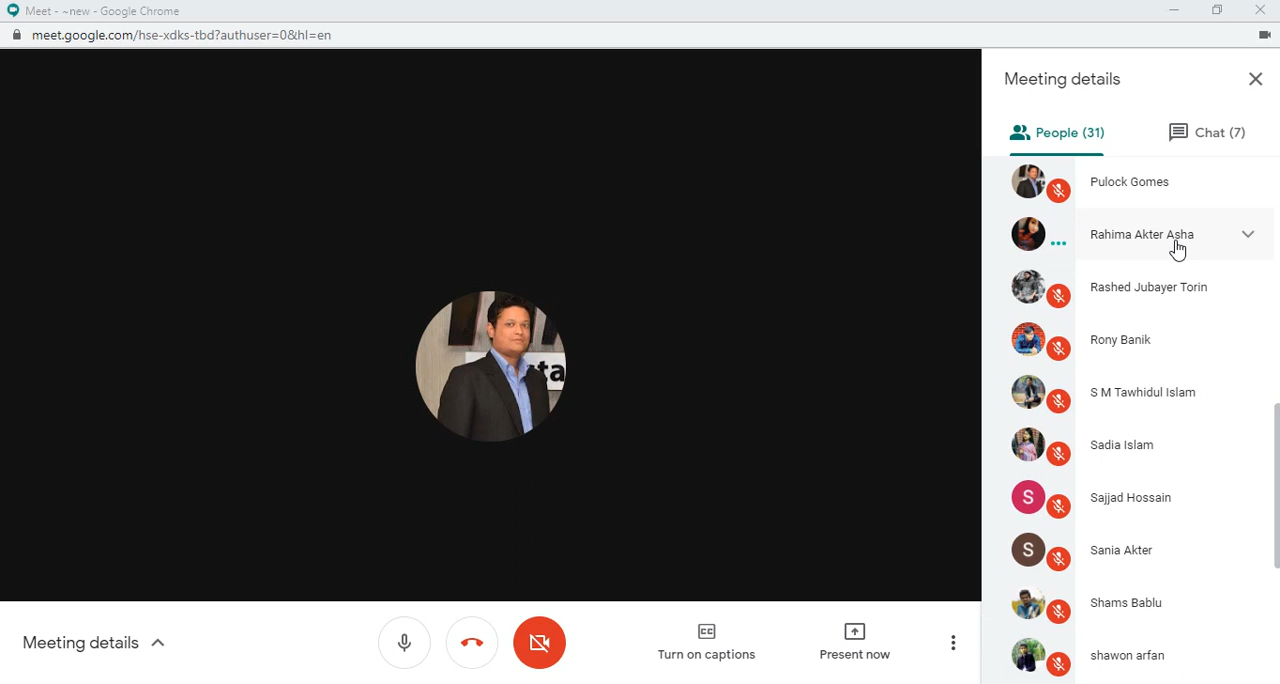 Meet - ~new - Google Chrome
meet.google.com/hse-xdks-tbd?authuser=0&hl=en
Meeting details
People (31)
Chat (7)
Pulock Gomes
Rahima Akter Asha
Rashed Jubayer Torin
Rony Banik
S M Tawhidul Islam
Sadia Islam
S
Sajjad Hossain
S
Sania Akter
Shams Bablu
shawon arfan
ta
Meeting details
CC
Turn on captions
Present now